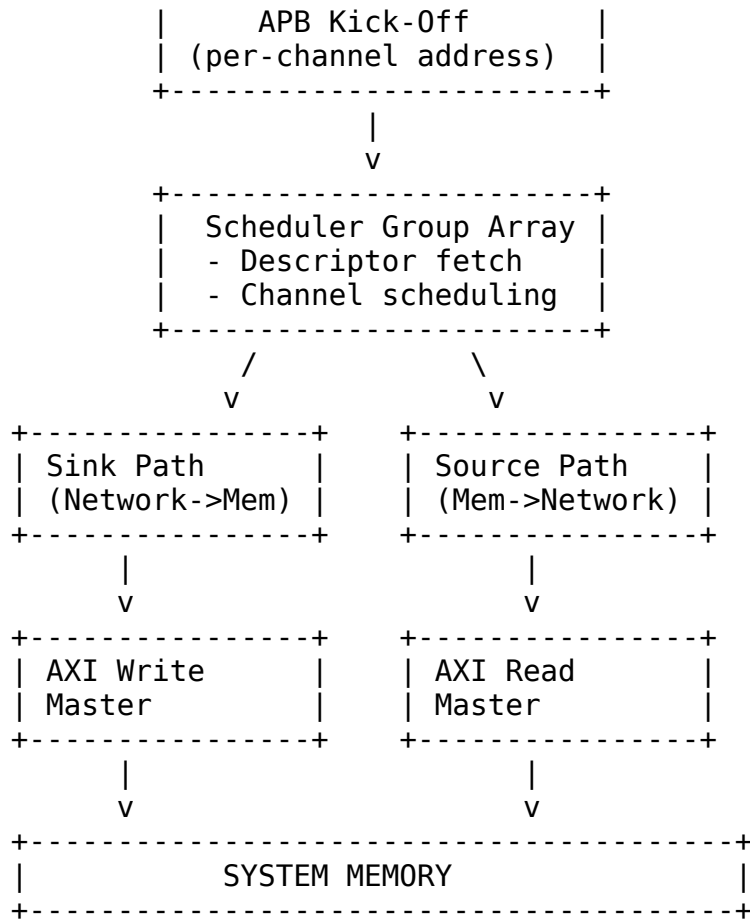 |      APB Kick-Off       |
|  (per-channel address)  |
+-------------------------+
            |
            v
+-------------------------+
|  Scheduler Group Array |
|  - Descriptor fetch     |
|  - Channel scheduling  |
+-------------------------+
     /             \
    v               v
+----------------+    +----------------+
| Sink Path      |    | Source Path    |
| (Network->Mem) |    | (Mem->Network) |
+----------------+    +----------------+
      |                       |
      v                       v
+----------------+    +----------------+
| AXI Write      |    | AXI Read       |
| Master         |    | Master         |
+----------------+    +----------------+
      |                       |
      v                       v
+-----------------------------------------+
|           SYSTEM MEMORY                 |
+-----------------------------------------+